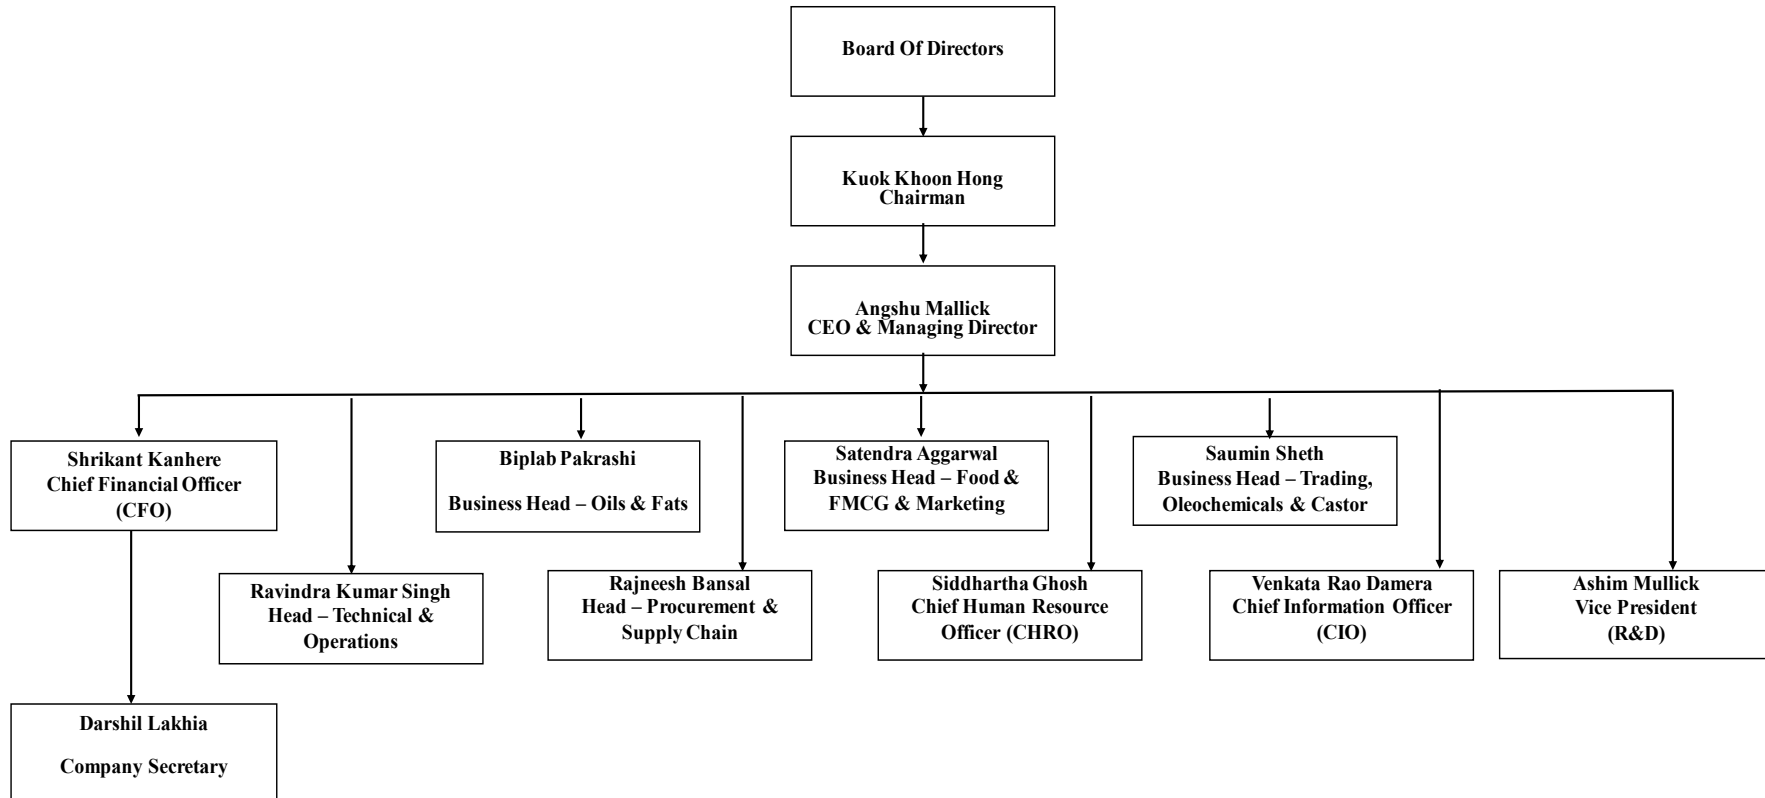 Board Of Directors
Kuok Khoon Hong
Chairman
Angshu Mallick
CEO & Managing Director
Shrikant Kanhere
Chief Financial Officer
(CFO)
Biplab Pakrashi
Business Head – Oils & Fats
Satendra Aggarwal
Business Head – Food &
FMCG & Marketing
Saumin Sheth
Business Head – Trading,
Oleochemicals & Castor
Ravindra Kumar Singh
Head – Technical &
Operations
Rajneesh Bansal
Head – Procurement &
Supply Chain
Siddhartha Ghosh
Chief Human Resource
Officer (CHRO)
Venkata Rao Damera
Chief Information Officer
(CIO)
Ashim Mullick
Vice President
(R&D)
Darshil Lakhia
Company Secretary